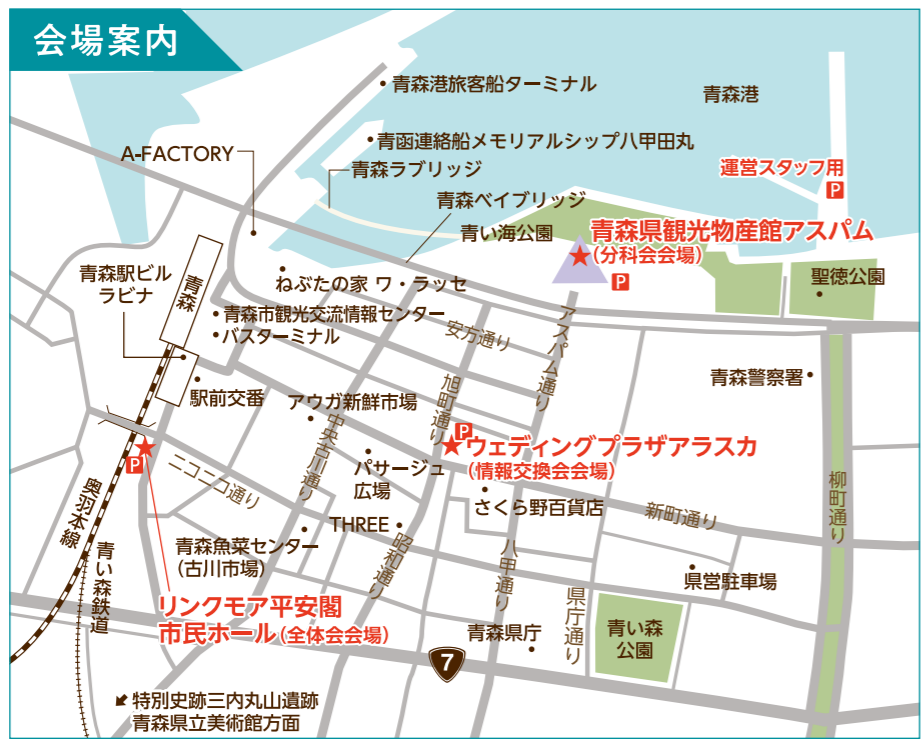 会場案内
青森港旅客船ターミナル
青森港
青函連絡船メモリアルシップ八甲田丸
A-FACTORY
青森ラブリッジ
運営スタッフ用
P
青森ベイブリッジ
青い海公園
青森県観光物産館アスパム
(分科会会場)
P
聖徳公園
青森駅ビル
ラビナ
青森
ねぶたの家 ワ・ラッセ
青森市観光交流情報センター
バスターミナル
安方通り
アスパム通り
駅前交番
アウガ新鮮市場
旭町通り
青森警察署
P
ウェディングプラザアラスカ
(情報交換会会場)
中央古川通り
パサージュ
広場
P
ニコニコ通り
さくら野百貨店
新町通り
柳町通り
奥羽本線
THREE
昭和通り
青森魚菜センター
(古川市場)
八甲通り
県営駐車場
青い森鉄道
リンクモア平安閣
市民ホール(全体会会場)
県庁通り
青森県庁
青い森
公園
7
特別史跡三内丸山遺跡
青森県立美術館方面